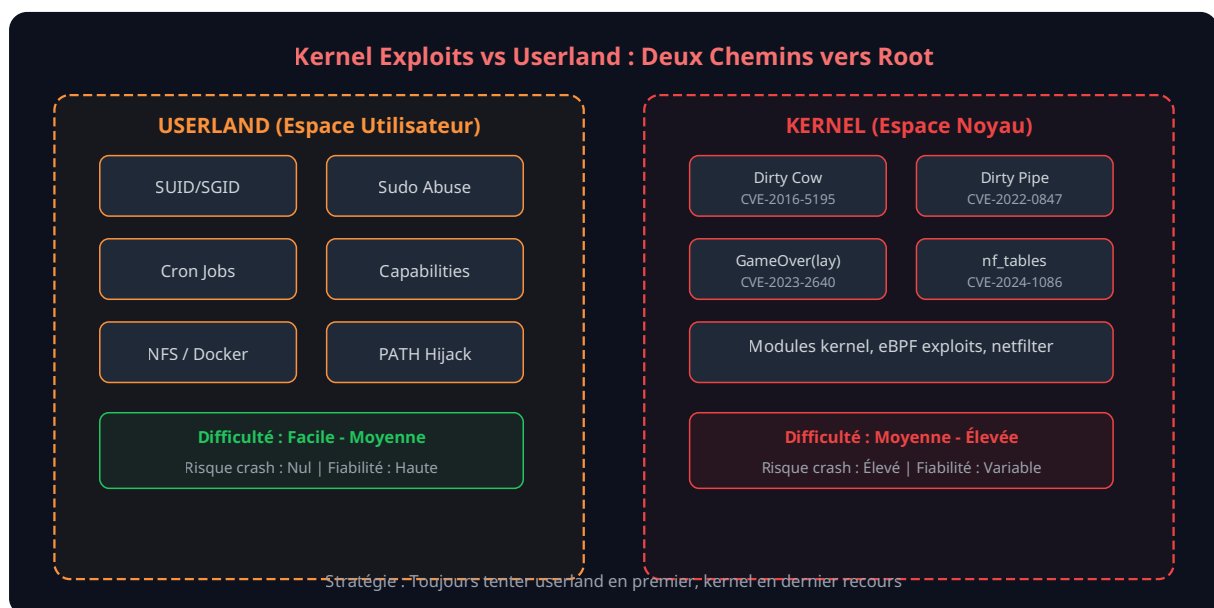 Kernel Exploits vs Userland : Deux Chemins vers Root
USERLAND (Espace Utilisateur)
SUID/SGID
Sudo Abuse
Cron Jobs
Capabilities
NFS / Docker
PATH Hijack
Difficulté : Facile - Moyenne
Risque crash : Nul | Fiabilité : Haute
KERNEL (Espace Noyau)
Dirty Cow
CVE-2016-5195
Dirty Pipe
CVE-2022-0847
GameOver(lay)
CVE-2023-2640
nf_tables
CVE-2024-1086
Modules kernel, eBPF exploits, netfilter
Difficulté : Moyenne - Élevée
Risque crash : Élevé | Fiabilité : Variable
Stratégie : Toujours tenter userland en premier, kernel en dernier recours